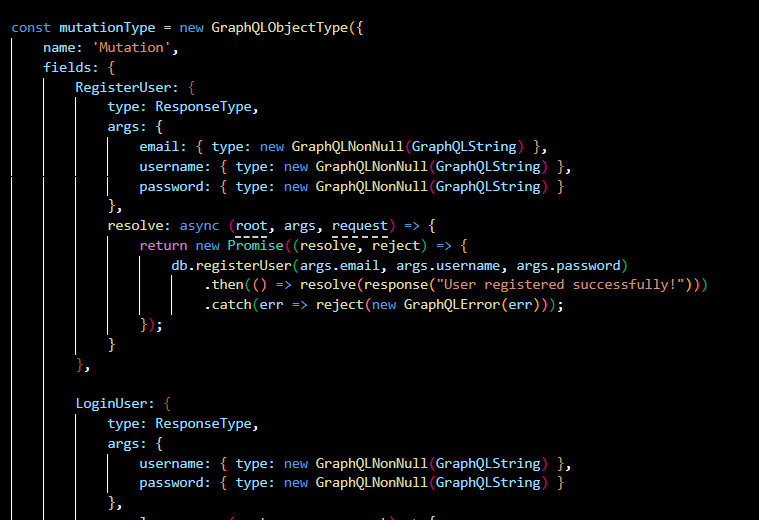 const mutationType = new GraphQLObjectType({
    name: 'Mutation',
    fields: {
        RegisterUser: {
            type: ResponseType,
            args: {
                email: { type: new GraphQLNonNull(GraphQLString) },
                username: { type: new GraphQLNonNull(GraphQLString) },
                password: { type: new GraphQLNonNull(GraphQLString) }
            },
            resolve: async (root, args, request) => {
                return new Promise((resolve, reject) => {
                    db.registerUser(args.email, args.username, args.password)
                        .then(() => resolve(response("User registered successfully!")))
                        .catch(err => reject(new GraphQLError(err)));
                });
            }
        },

        LoginUser: {
            type: ResponseType,
            args: {
                username: { type: new GraphQLNonNull(GraphQLString) },
                password: { type: new GraphQLNonNull(GraphQLString) }
            },